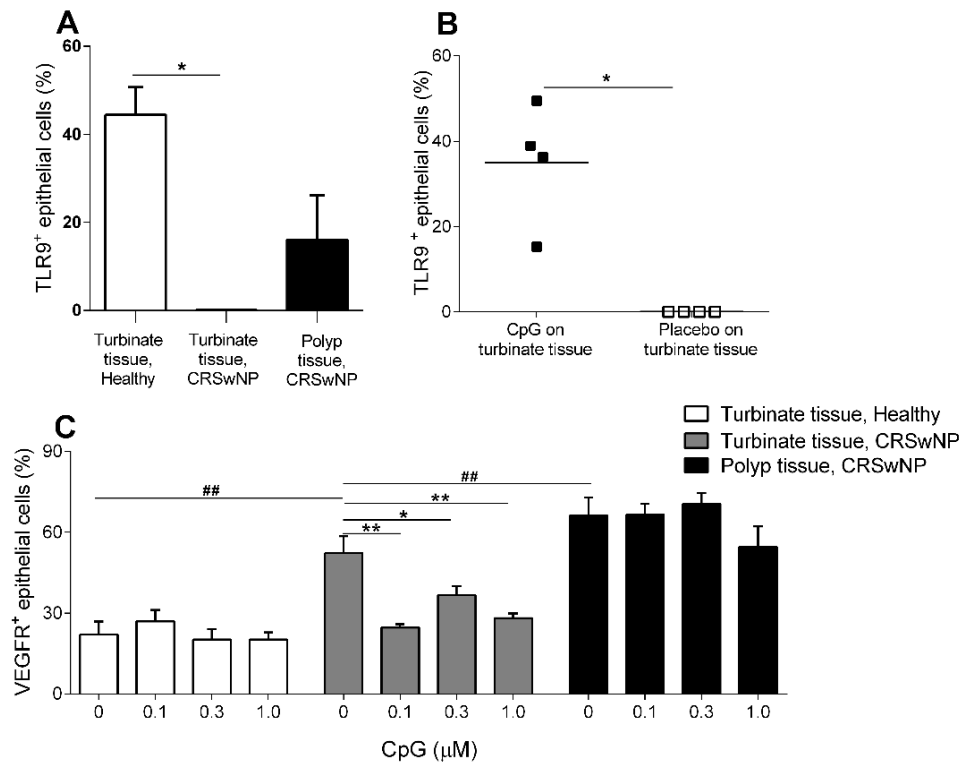 A
60
40
20
0
TLR9+ epithelial cells (%)
*
Turbinate
tissue,
Healthy
Turbinate
tissue,
CRSwNP
Polyp
tissue,
CRSwNP
B
60
40
20
0
TLR9 + epithelial cells (%)
*
CpG on
turbinate tissue
Placebo on
turbinate tissue
C
Turbinate tissue, Healthy
Turbinate tissue, CRSwNP
Polyp tissue, CRSwNP
90
60
30
0
VEGFR+ epithelial cells (%)
##
##
**
*
**
0 0.1 0.3 1.0 0 0.1 0.3 1.0 0 0.1 0.3 1.0
CpG (μM)